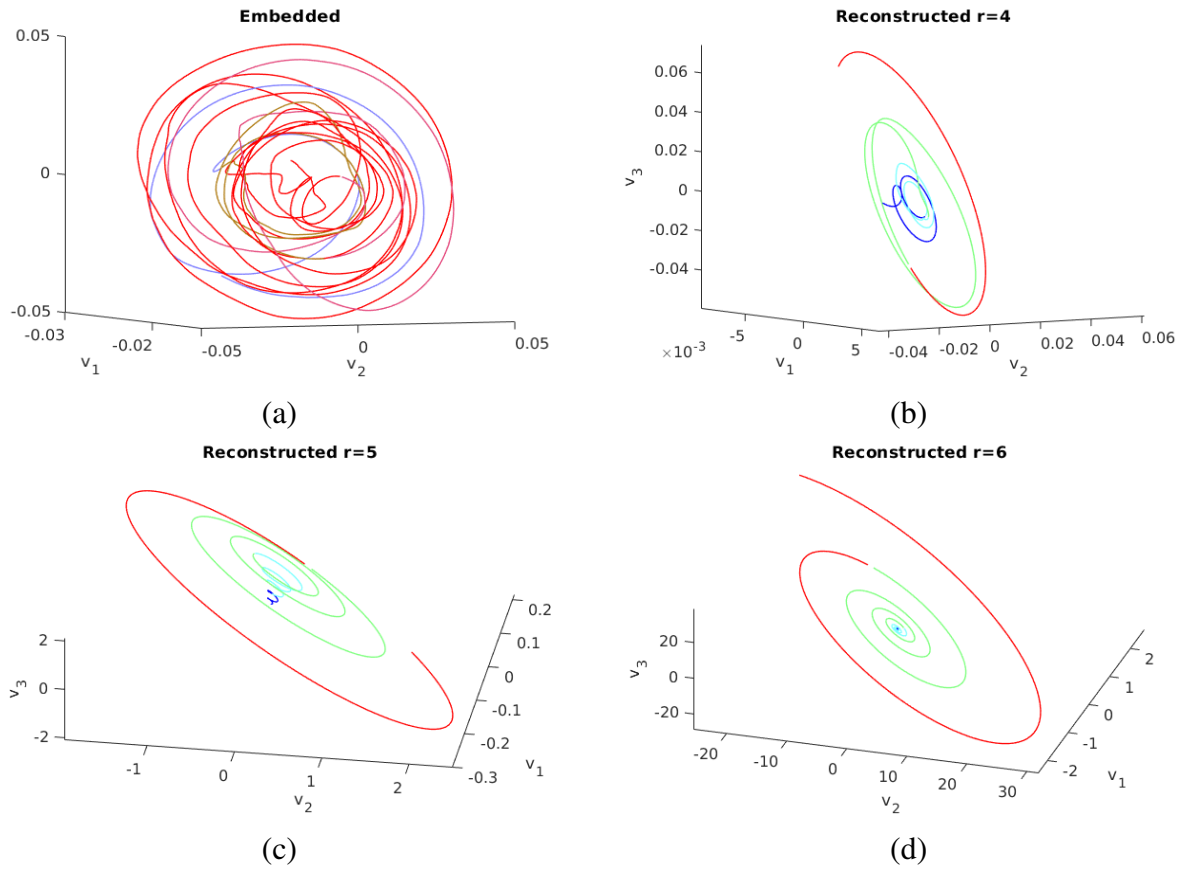 Embedded
0.05
0
-0.05
-0.03
-0.02
-0.05
0
0.05
v1
v2
(a)
Reconstructed r=4
0.06
0.04
0.02
0
-0.02
-0.04
v3
×10-3
-5
0
5
-0.04
-0.02
0
0.02
0.04
0.06
v1
v2
(b)
Reconstructed r=5
2
0
-2
v3
-1
0
1
2
v2
0.2
0.1
0
-0.1
-0.2
-0.3
v1
(c)
Reconstructed r=6
20
0
-20
v3
-20
-10
0
10
20
30
v2
2
1
0
-1
-2
v1
(d)